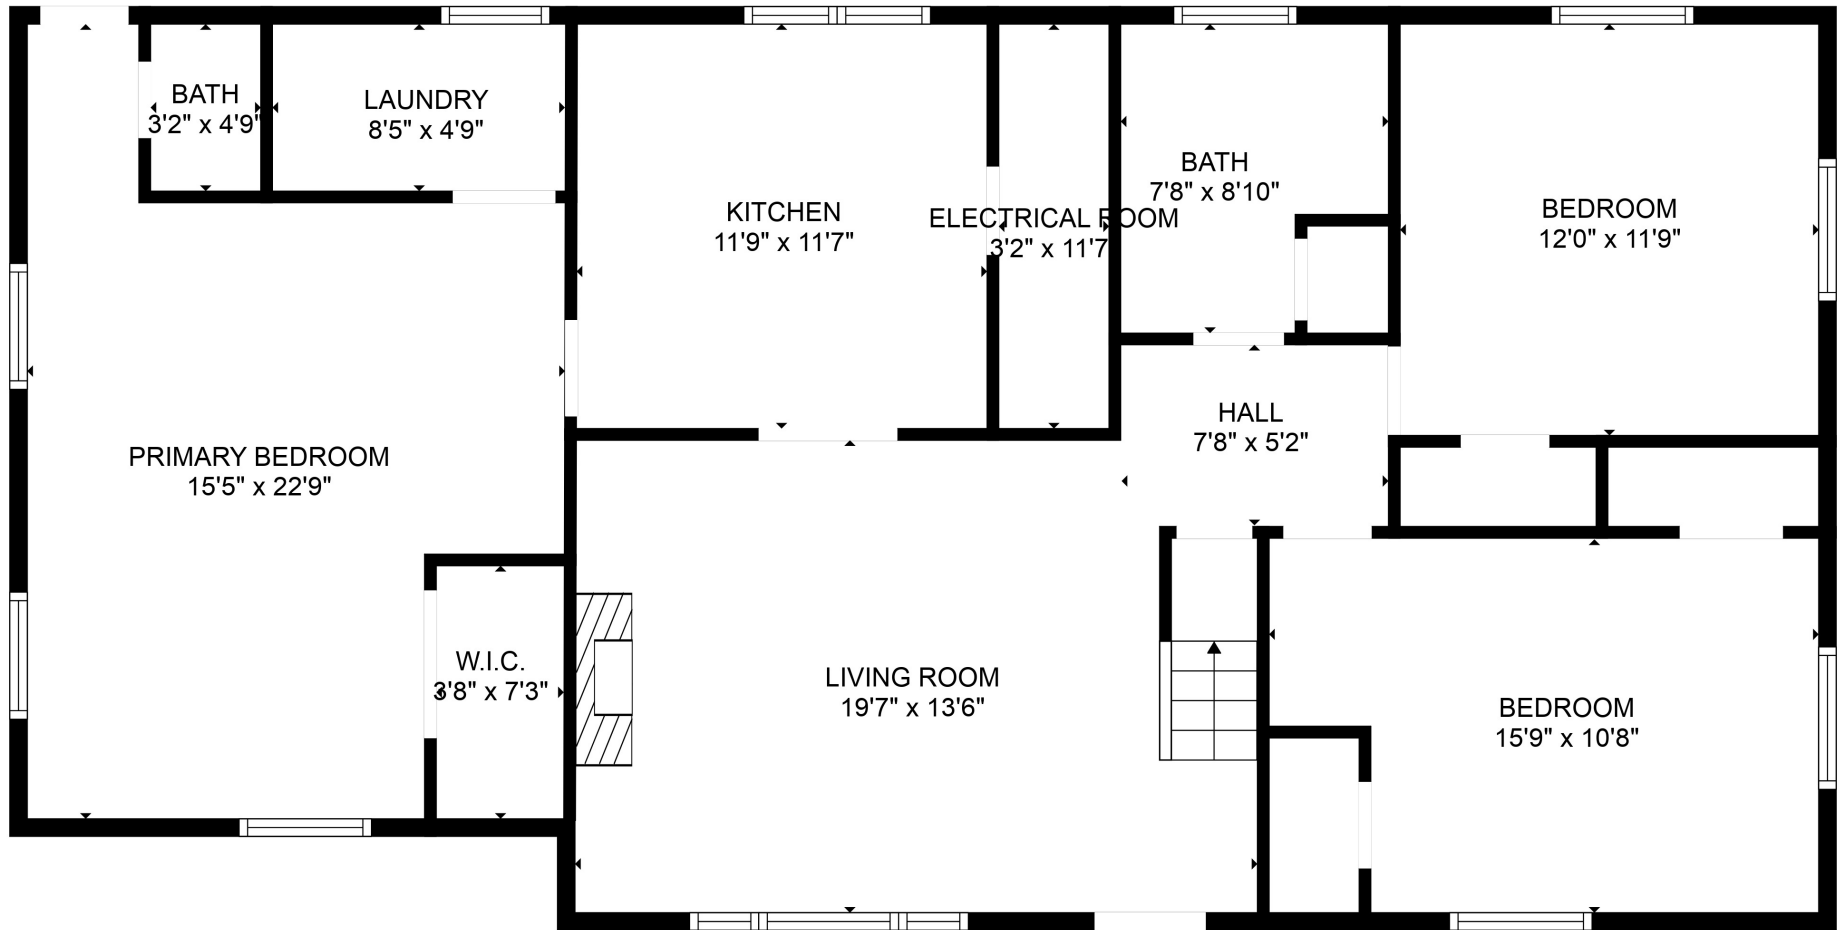 BATH
3'2" x 4'9"
LAUNDRY
8'5" x 4'9"
KITCHEN
11'9" x 11'7"
ELECTRICAL ROOM
3'2" x 11'7
BATH
7'8" x 8'10"
BEDROOM
12'0" x 11'9"
HALL
7'8" x 5'2"
PRIMARY BEDROOM
15'5" x 22'9"
W.I.C.
3'8" x 7'3"
LIVING ROOM
19'7" x 13'6"
BEDROOM
15'9" x 10'8"